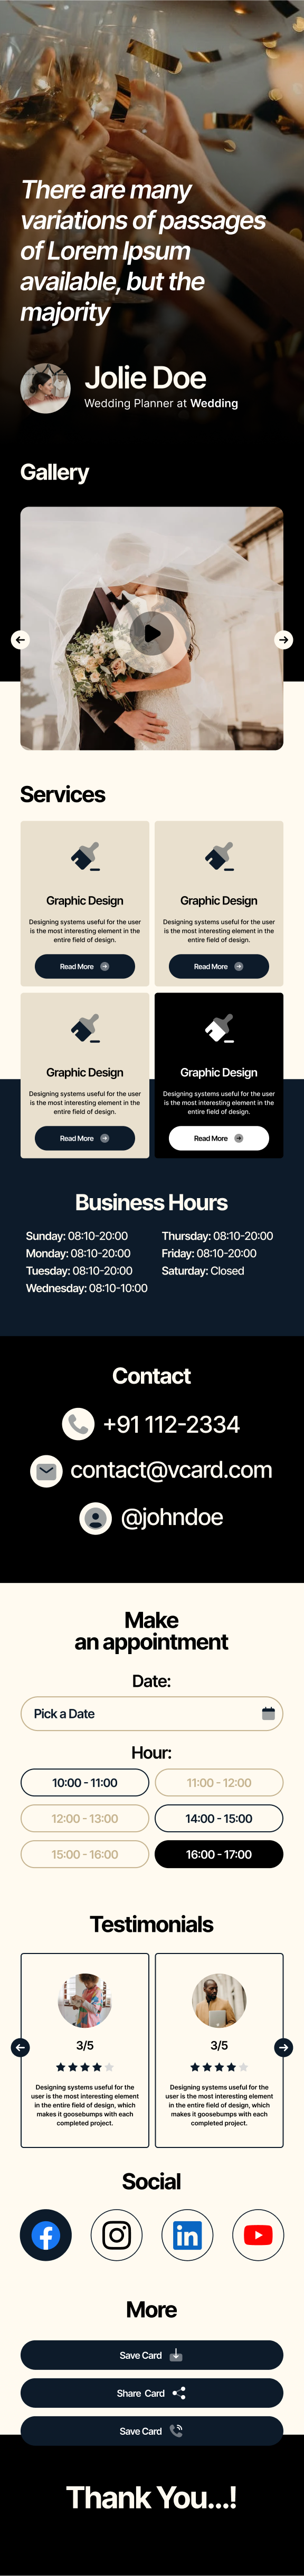 There are many
variations of passages
of Lorem Ipsum
available, but the
majority
Jolie Doe
Wedding Planner at Wedding
Gallery
Services
Graphic Design
Designing systems useful for the user
is the most interesting element in the
entire field of design.
Read More
Graphic Design
Designing systems useful for the user
is the most interesting element in the
entire field of design.
Read More
Graphic Design
Designing systems useful for the user
is the most interesting element in the
entire field of design.
Read More
Graphic Design
Designing systems useful for the user
is the most interesting element in the
entire field of design.
Read More
Business Hours
Sunday: 08:10-20:00
Monday: 08:10-20:00
Tuesday: 08:10-20:00
Wednesday: 08:10-10:00
Thursday: 08:10-20:00
Friday: 08:10-20:00
Saturday: Closed
Contact
+91 112-2334
contact@vcard.com
@johndoe
Make
an appointment
Date:
Pick a Date
Hour:
10:00 - 11:00
11:00 - 12:00
12:00 - 13:00
14:00 - 15:00
15:00 - 16:00
16:00 - 17:00
Testimonials
3/5
Designing systems useful for the
user is the most interesting element
in the entire field of design, which
makes it goosebumps with each
completed project.
3/5
Designing systems useful for the
user is the most interesting element
in the entire field of design, which
makes it goosebumps with each
completed project.
Social
in
More
Save Card
Share Card
Save Card
Thank You...!